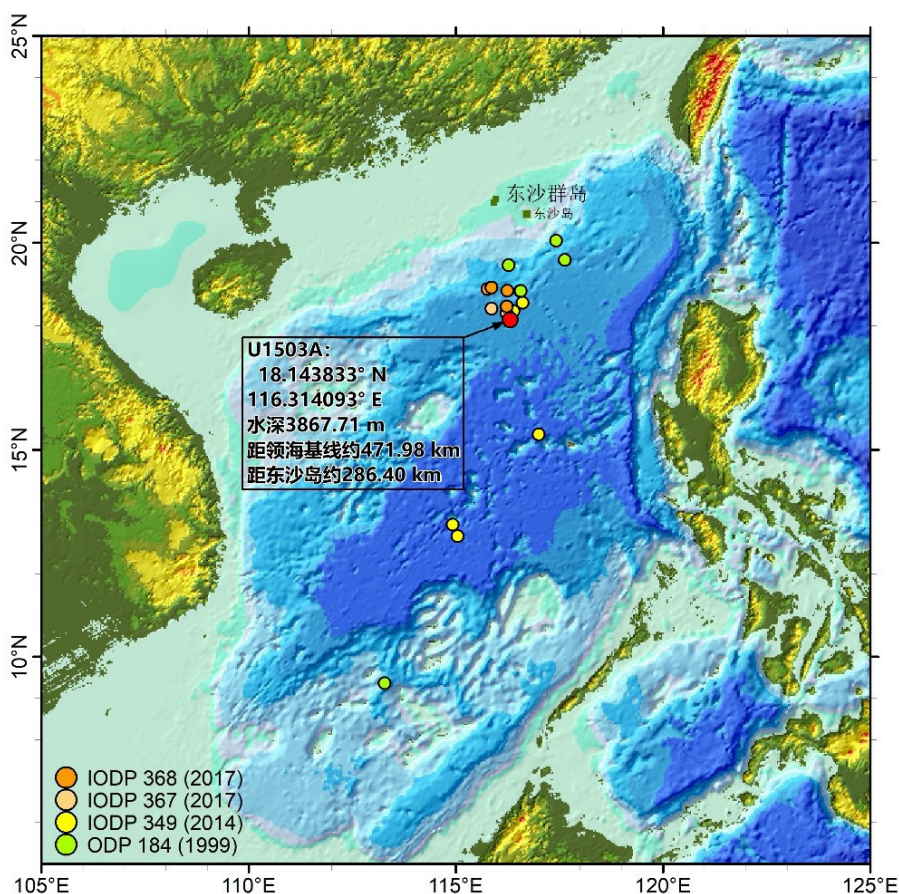 25°N
20°N
15°N
10°N
105°E
110°E
115°E
120°E
125°E
东沙群岛
东沙岛
U1503A:
18.143833° N
116.314093° E
水深3867.71 m
距领海基线约471.98 km
距东沙岛约286.40 km
IODP 368 (2017)
IODP 367 (2017)
IODP 349 (2014)
ODP 184 (1999)